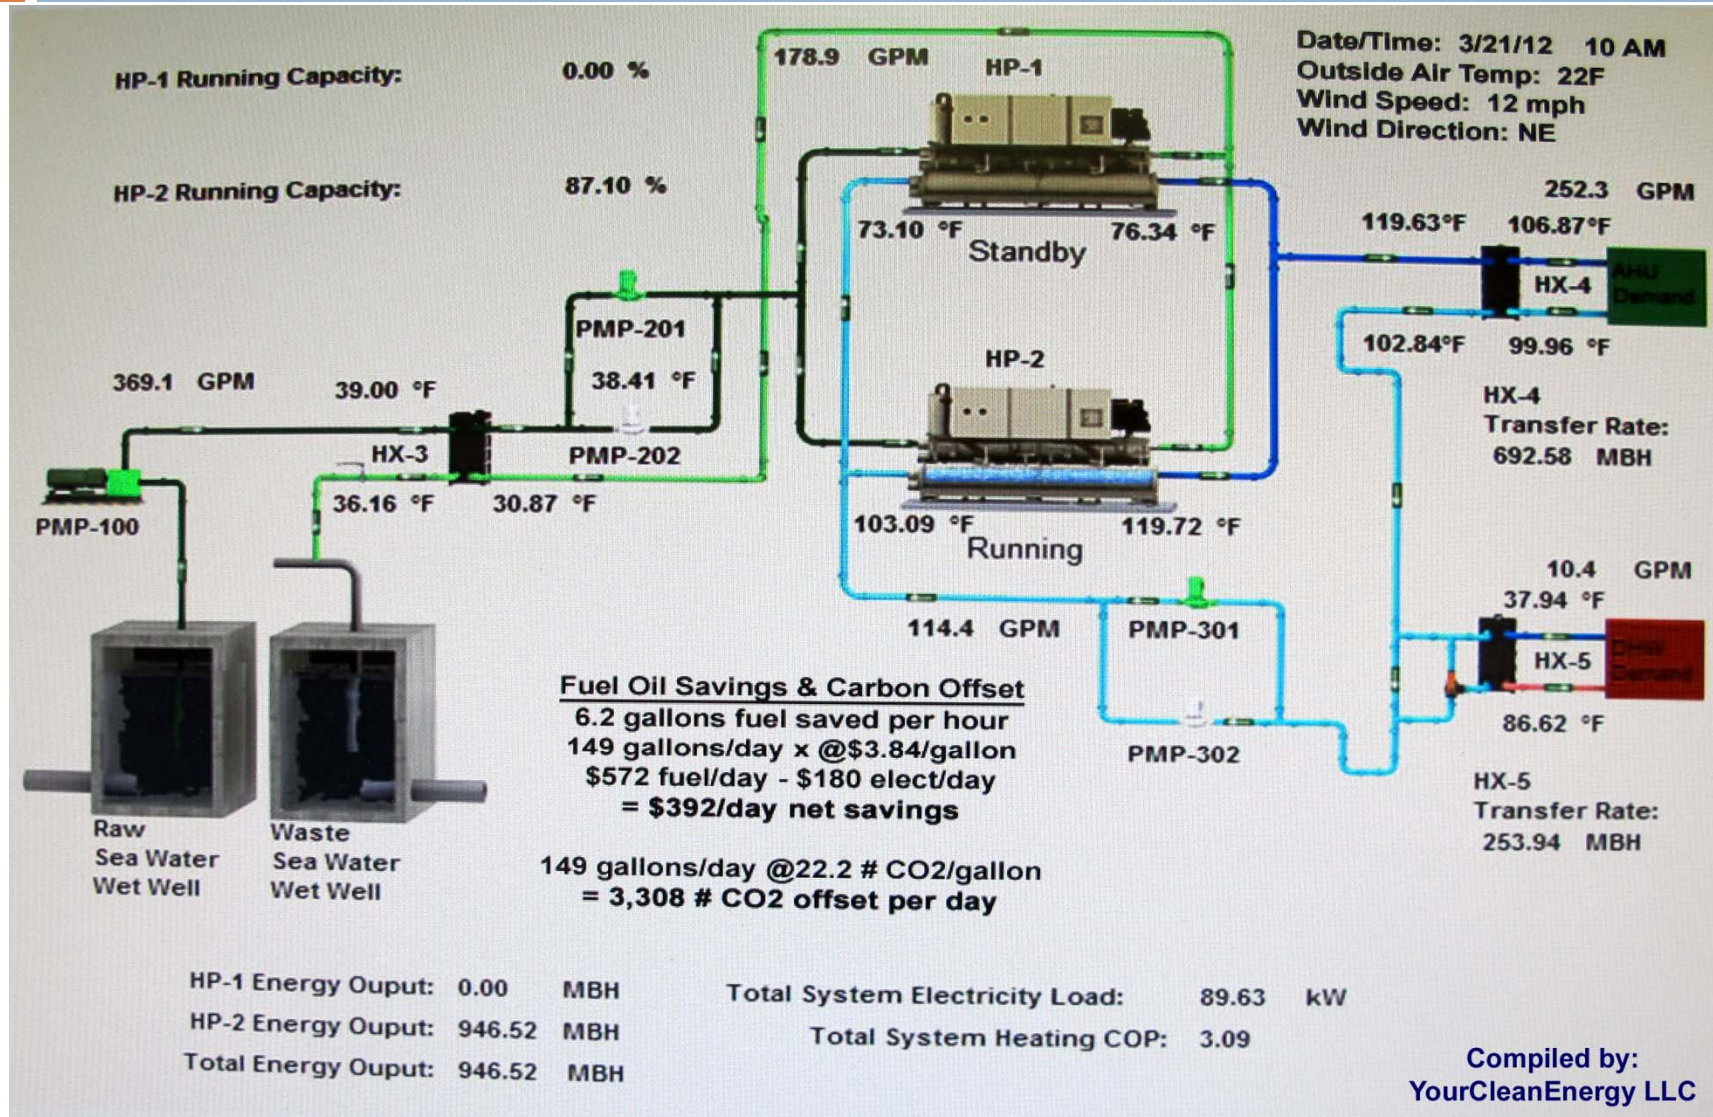 HP-1 Running Capacity: 0.00 %
178.9 GPM
HP-1
Date/Time: 3/21/12 10 AM
Outside Air Temp: 22F
Wind Speed: 12 mph
Wind Direction: NE
HP-2 Running Capacity: 87.10 %
73.10 °F
76.34 °F
Standby
252.3 GPM
119.63°F
106.87°F
HX-4
AHU
Demand
102.84°F
99.96 °F
HX-4
Transfer Rate:
692.58 MBH
PMP-201
38.41 °F
PMP-202
HP-2
369.1 GPM
39.00 °F
HX-3
36.16 °F
30.87 °F
PMP-100
103.09 °F
119.72 °F
Running
114.4 GPM
PMP-301
PMP-302
10.4 GPM
37.94 °F
HX-5
DHW
Demand
86.62 °F
HX-5
Transfer Rate:
253.94 MBH
Raw
Sea Water
Wet Well
Waste
Sea Water
Wet Well
Fuel Oil Savings & Carbon Offset
6.2 gallons fuel saved per hour
149 gallons/day x @$3.84/gallon
$572 fuel/day - $180 elect/day
= $392/day net savings
149 gallons/day @22.2 # CO2/gallon
= 3,308 # CO2 offset per day
HP-1 Energy Ouput: 0.00 MBH
HP-2 Energy Ouput: 946.52 MBH
Total Energy Ouput: 946.52 MBH
Total System Electricity Load: 89.63 kW
Total System Heating COP: 3.09
Compiled by:
YourCleanEnergy LLC